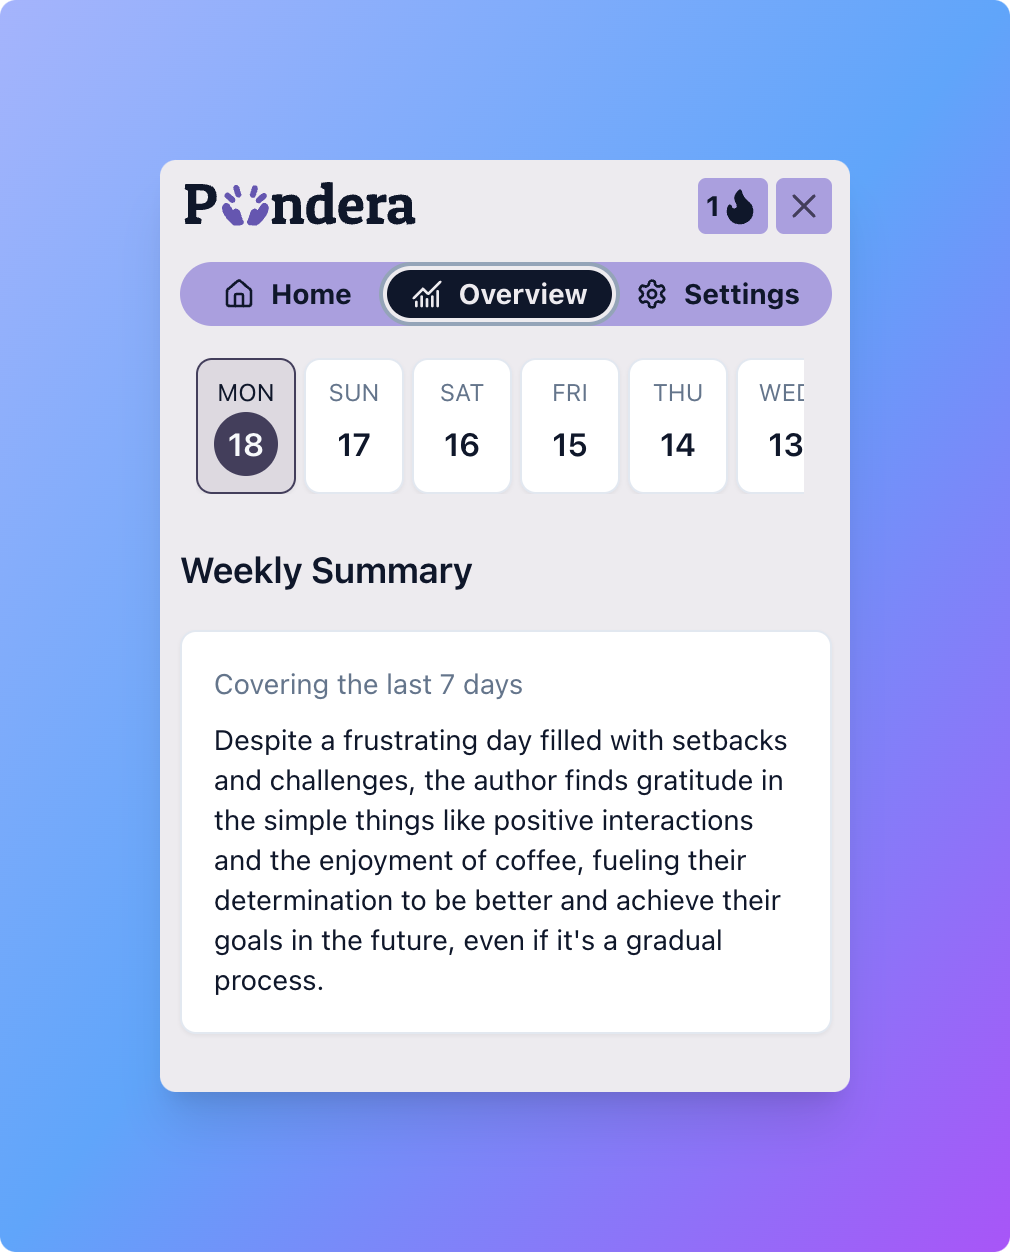 Pondera
1
Home Overview Settings
MON SUN SAT FRI THU WED
18 17 16 15 14 13
Weekly Summary
Covering the last 7 days
Despite a frustrating day filled with setbacks
and challenges, the author finds gratitude in
the simple things like positive interactions
and the enjoyment of coffee, fueling their
determination to be better and achieve their
goals in the future, even if it's a gradual
process.